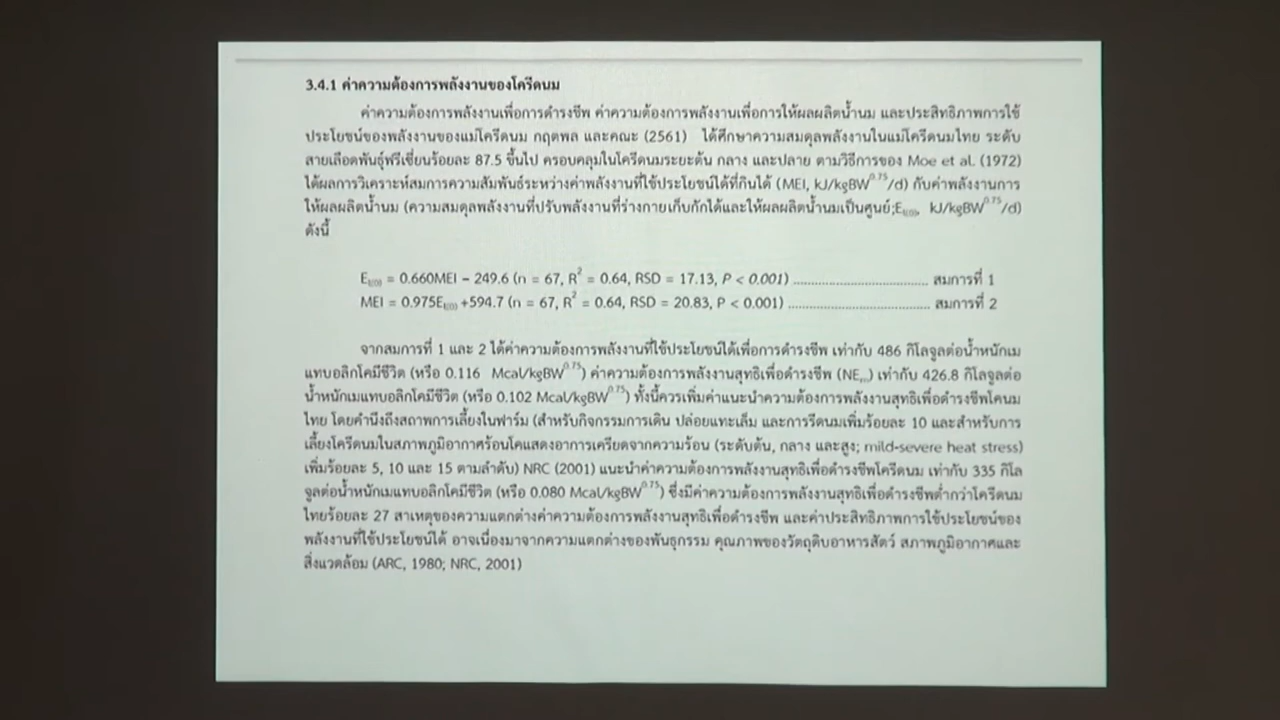 3.4.1 ค่าความต้องการพลังงานของโครีดนม
ค่าความต้องการพลังงานเพื่อการดำรงชีพ ค่าความต้องการพลังงานเพื่อการให้ผลผลิตน้ำนม และประสิทธิภาพการใช้
ประโยชน์ของพลังงานของแม่โครีดนม กฤตพล และคณะ (2561) ได้ศึกษาความสมดุลพลังงานในแม่โครีดนมไทย ระดับ
สายเลือดพันธุ์ฟรีเชี่ยนร้อยละ 87.5 ขึ้นไป ครอบคลุมในโครีดนมระยะต้น กลาง และปลาย ตามวิธีการของ Moe et al. (1972)
ได้ผลการวิเคราะห์สมการความสัมพันธ์ระหว่างค่าพลังงานที่ใช้ประโยชน์ได้ที่กินได้ (MEI, kJ/kgBW^0.75/d) กับค่าพลังงานการ
ให้ผลผลิตน้ำนม (ความสมดุลพลังงานที่ปรับพลังงานที่ร่างกายเก็บกักได้และให้ผลผลิตน้ำนมเป็นศูนย์;El(0), kJ/kgBW^0.75/d)
ดังนี้
El(0) = 0.660MEI – 249.6 (n = 67, R² = 0.64, RSD = 17.13, P < 0.001) .................................... สมการที่ 1
MEI = 0.975El(0) +594.7 (n = 67, R² = 0.64, RSD = 20.83, P < 0.001) ...................................... สมการที่ 2
จากสมการที่ 1 และ 2 ได้ค่าความต้องการพลังงานที่ใช้ประโยชน์ได้เพื่อการดำรงชีพ เท่ากับ 486 กิโลจูลต่อน้ำหนักเม
แทบอลิกโคมีชีวิต (หรือ 0.116 Mcal/kgBW^0.75) ค่าความต้องการพลังงานสุทธิเพื่อดำรงชีพ (NEm) เท่ากับ 426.8 กิโลจูลต่อ
น้ำหนักเมแทบอลิกโคมีชีวิต (หรือ 0.102 Mcal/kgBW^0.75) ทั้งนี้ควรเพิ่มค่าแนะนำความต้องการพลังงานสุทธิเพื่อดำรงชีพโคนม
ไทย โดยคำนึงถึงสถาพการเลี้ยงในฟาร์ม (สำหรับกิจกรรมการเดิน ปล่อยแทะเล็ม และการรีดนมเพิ่มร้อยละ 10 และสำหรับการ
เลี้ยงโครีดนมในสภาพภูมิอากาศร้อนโคแสดงอาการเครียดจากความร้อน (ระดับต้น, กลาง และสูง; mild-severe heat stress)
เพิ่มร้อยละ 5, 10 และ 15 ตามลำดับ) NRC (2001) แนะนำค่าความต้องการพลังงานสุทธิเพื่อดำรงชีพโครีดนม เท่ากับ 335 กิโล
จูลต่อน้ำหนักเมแทบอลิกโคมีชีวิต (หรือ 0.080 Mcal/kgBW^0.75) ซึ่งมีค่าความต้องการพลังงานสุทธิเพื่อดำรงชีพต่ำกว่าโครีดนม
ไทยร้อยละ 27 สาเหตุของความแตกต่างค่าความต้องการพลังงานสุทธิเพื่อดำรงชีพ และค่าประสิทธิภาพการใช้ประโยชน์ของ
พลังงานที่ใช้ประโยชน์ได้ อาจเนื่องมาจากความแตกต่างของพันธุกรรม คุณภาพของวัตถุดิบอาหารสัตว์ สภาพภูมิอากาศและ
สิ่งแวดล้อม (ARC, 1980; NRC, 2001)